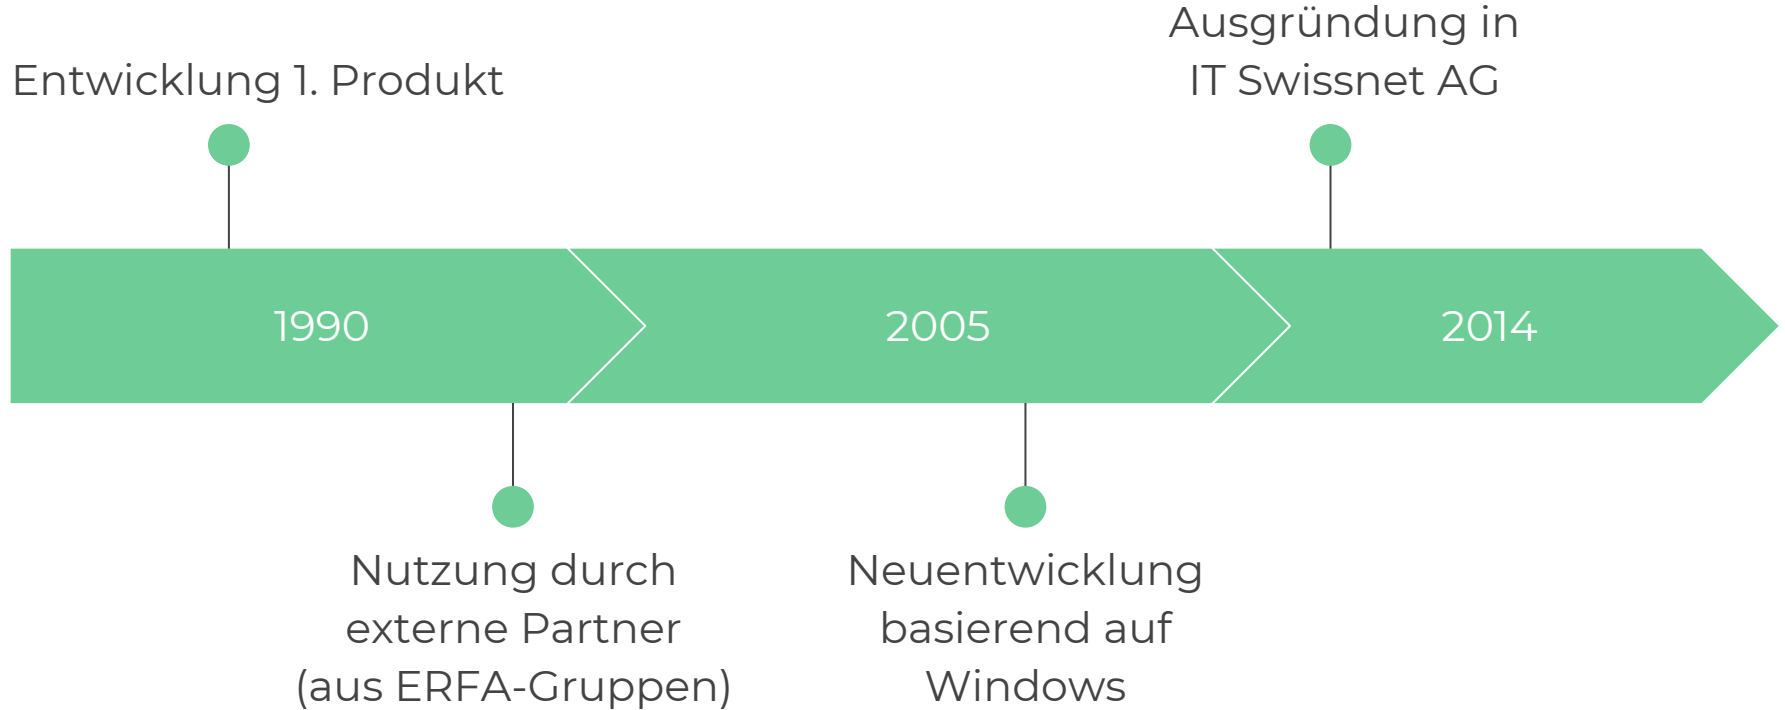 Ausgründung in
IT Swissnet AG
Entwicklung 1. Produkt
1990
2005
2014
Nutzung durch
externe Partner
(aus ERFA-Gruppen)
Neuentwicklung
basierend auf
Windows